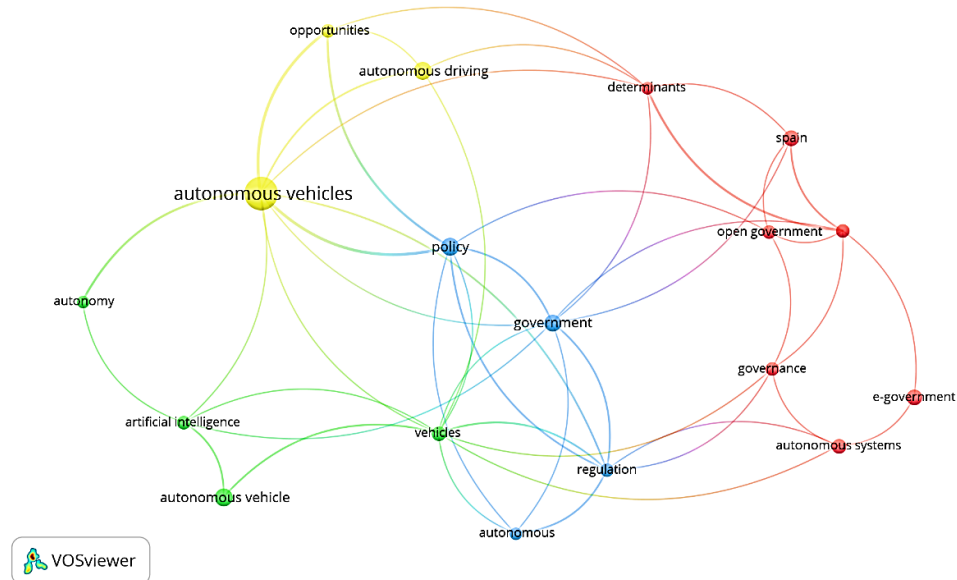 opportunities
autonomous driving
determinants
spain
autonomous vehicles
open government
policy
autonomy
government
governance
e-government
artificial intelligence
vehicles
autonomous systems
regulation
autonomous vehicle
autonomous
VOSviewer